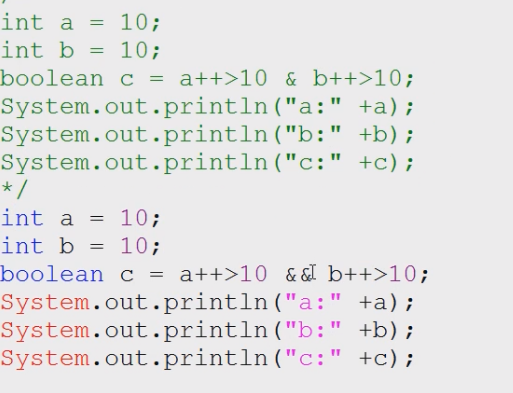 int a = 10;
int b = 10;
boolean c = a++>10 & b++>10;
System.out.println("a:" +a);
System.out.println("b:" +b);
System.out.println("c:" +c);
*/
int a = 10;
int b = 10;
boolean c = a++>10 && b++>10;
System.out.println("a:" +a);
System.out.println("b:" +b);
System.out.println("c:" +c);